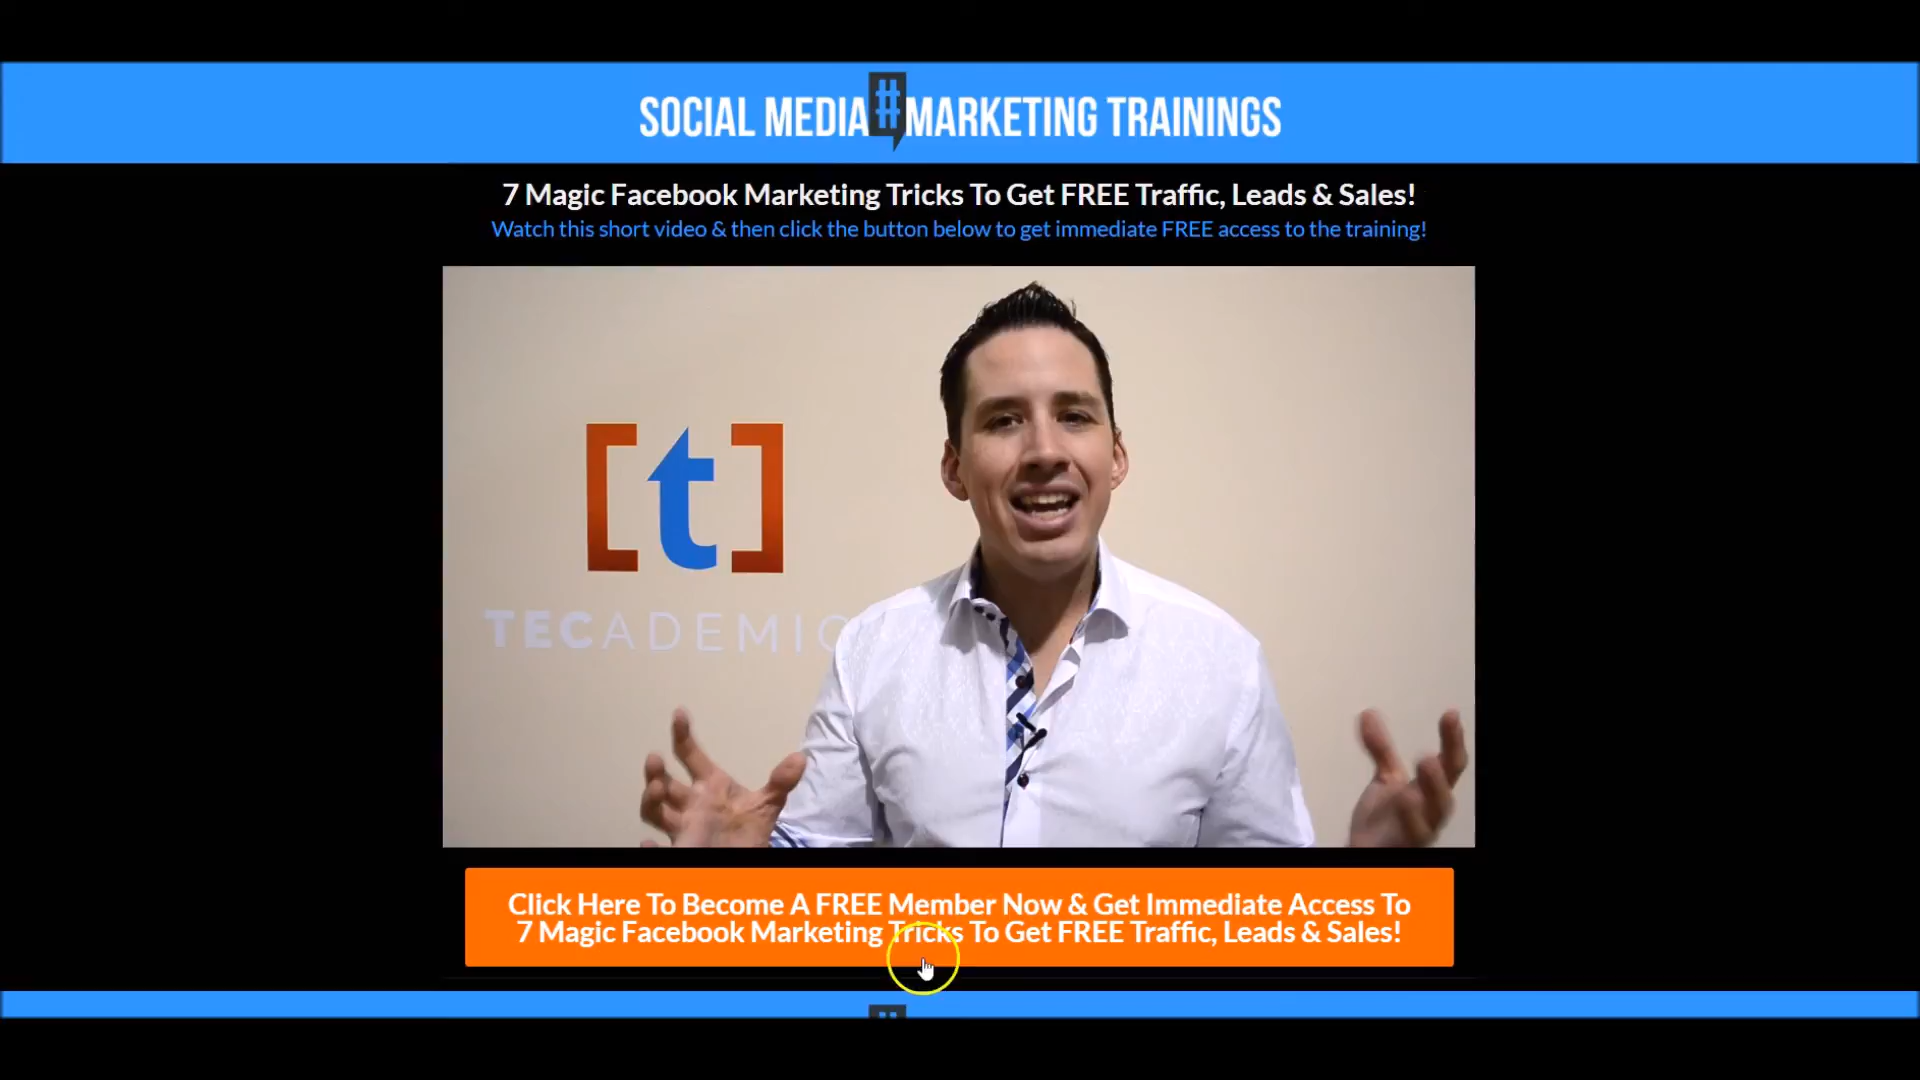 SOCIAL MEDIA # MARKETING TRAININGS
7 Magic Facebook Marketing Tricks To Get FREE Traffic, Leads & Sales!
Watch this short video & then click the button below to get immediate FREE access to the training!
[t]
TECADEMIC
Click Here To Become A FREE Member Now & Get Immediate Access To
7 Magic Facebook Marketing Tricks To Get FREE Traffic, Leads & Sales!